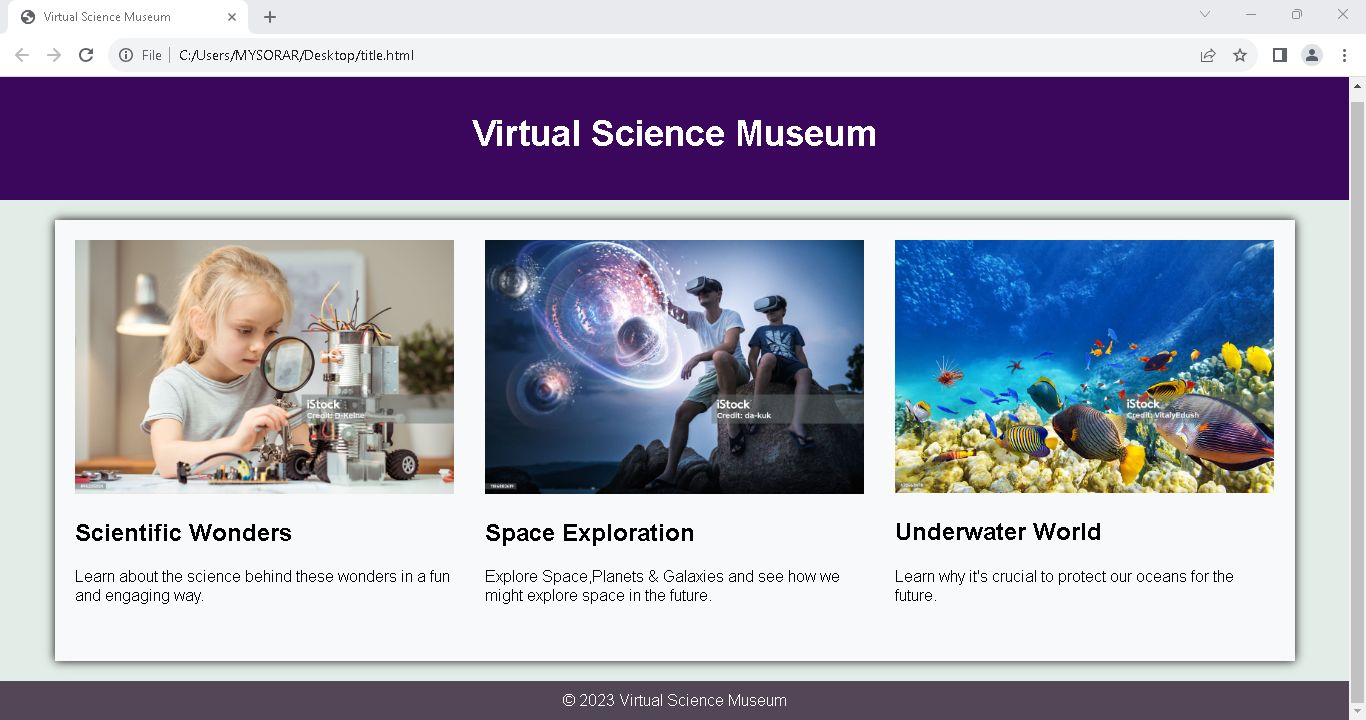 Virtual Science Museum
File
C:/Users/MYSORAR/Desktop/title.html
Virtual Science Museum
iStock
Credit: D-Keine
iStock
Credit: da-kuk
iStock
Credit: VitalyEdush
Scientific Wonders
Learn about the science behind these wonders in a fun
and engaging way.
Space Exploration
Explore Space,Planets & Galaxies and see how we
might explore space in the future.
Underwater World
Learn why it's crucial to protect our oceans for the
future.
© 2023 Virtual Science Museum